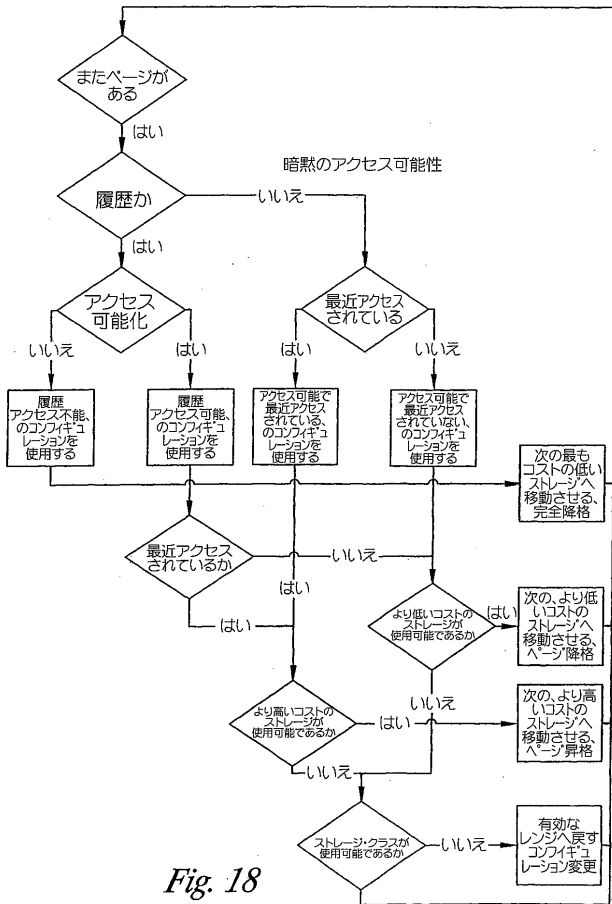 またページが
ある
はい
暗黙のアクセス可能性
履歴か
いいえ
はい
アクセス
可能化
最近アクセス
されている
いいえ
はい
はい
いいえ
履歴
アクセス不能、
のコンフィギュ
レーションを
使用する
履歴
アクセス可能、
のコンフィギュ
レーションを
使用する
アクセス可能で
最近アクセス
されている、
のコンフィギュ
レーションを
使用する
アクセス可能で
最近アクセス
されていない、
のコンフィギュ
レーションを
使用する
次の最も
コストの低い
ストレージへ
移動させる、
完全降格
最近アクセス
されているか
いいえ
はい
はい
より低いコストの
ストレージが
使用可能であるか
はい
次の、より低
いコストの
ストレージへ
移動させる、
ページ降格
いいえ
より高いコストの
ストレージが
使用可能であるか
はい
次の、より高
いコストの
ストレージへ
移動させる、
ページ昇格
いいえ
ストレージ・クラスが
使用可能であるか
いいえ
有効な
レンジへ戻す
コンフィギュ
レーション変更
Fig. 18